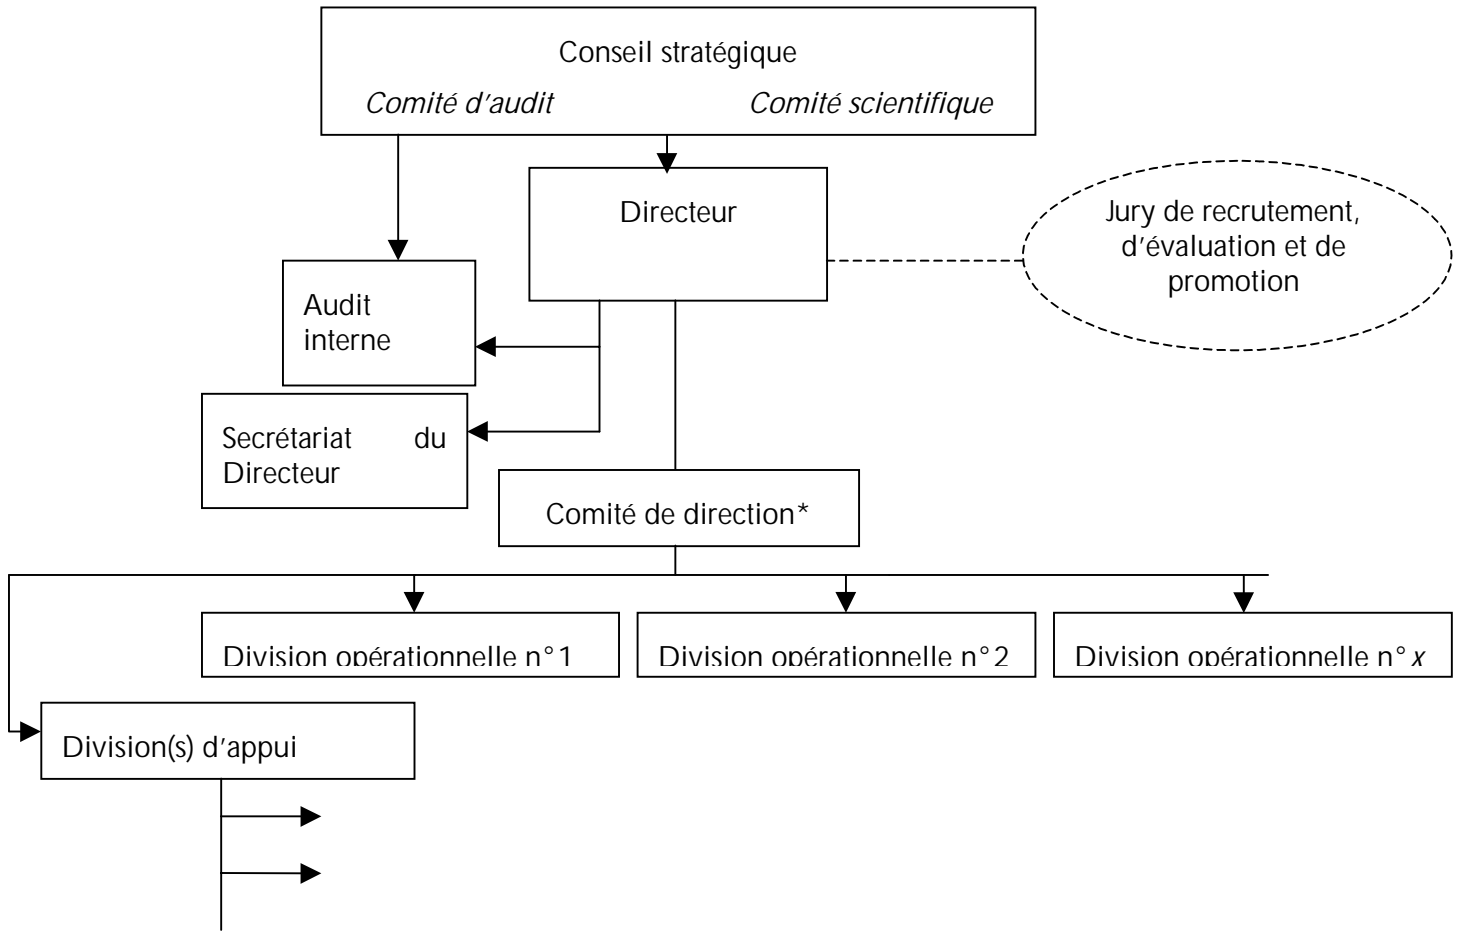 Conseil stratégique
Comité d'audit Comité scientifique
Directeur
Jury de recrutement,
d'évaluation et de
promotion
Audit
interne
Secrétariat du
Directeur
Comité de direction*
Division opérationnelle n°1
Division opérationnelle n°2
Division opérationnelle n°x
Division(s) d'appui